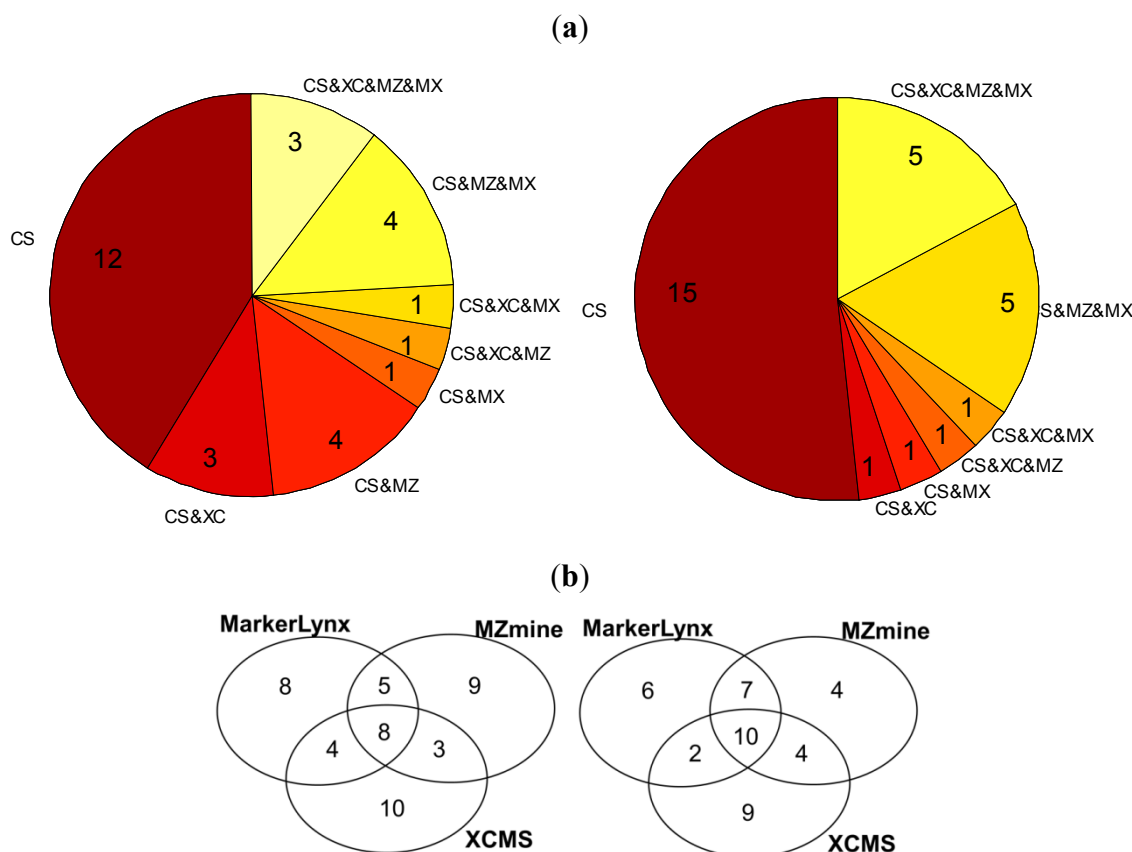 (a)
CS&XC&MZ&MX
3
CS&MZ&MX
4
CS
12
1
CS&XC&MX
1
CS&XC&MZ
1
CS&MX
4
CS&MZ
3
CS&XC
CS&XC&MZ&MX
5
CS
15
5
S&MZ&MX
1
CS&XC&MX
1
CS&XC&MZ
1
CS&MX
1
CS&XC
(b)
MarkerLynx
MZmine
8
5
9
4
8
3
10
XCMS
MarkerLynx
MZmine
6
7
4
2
10
4
9
XCMS